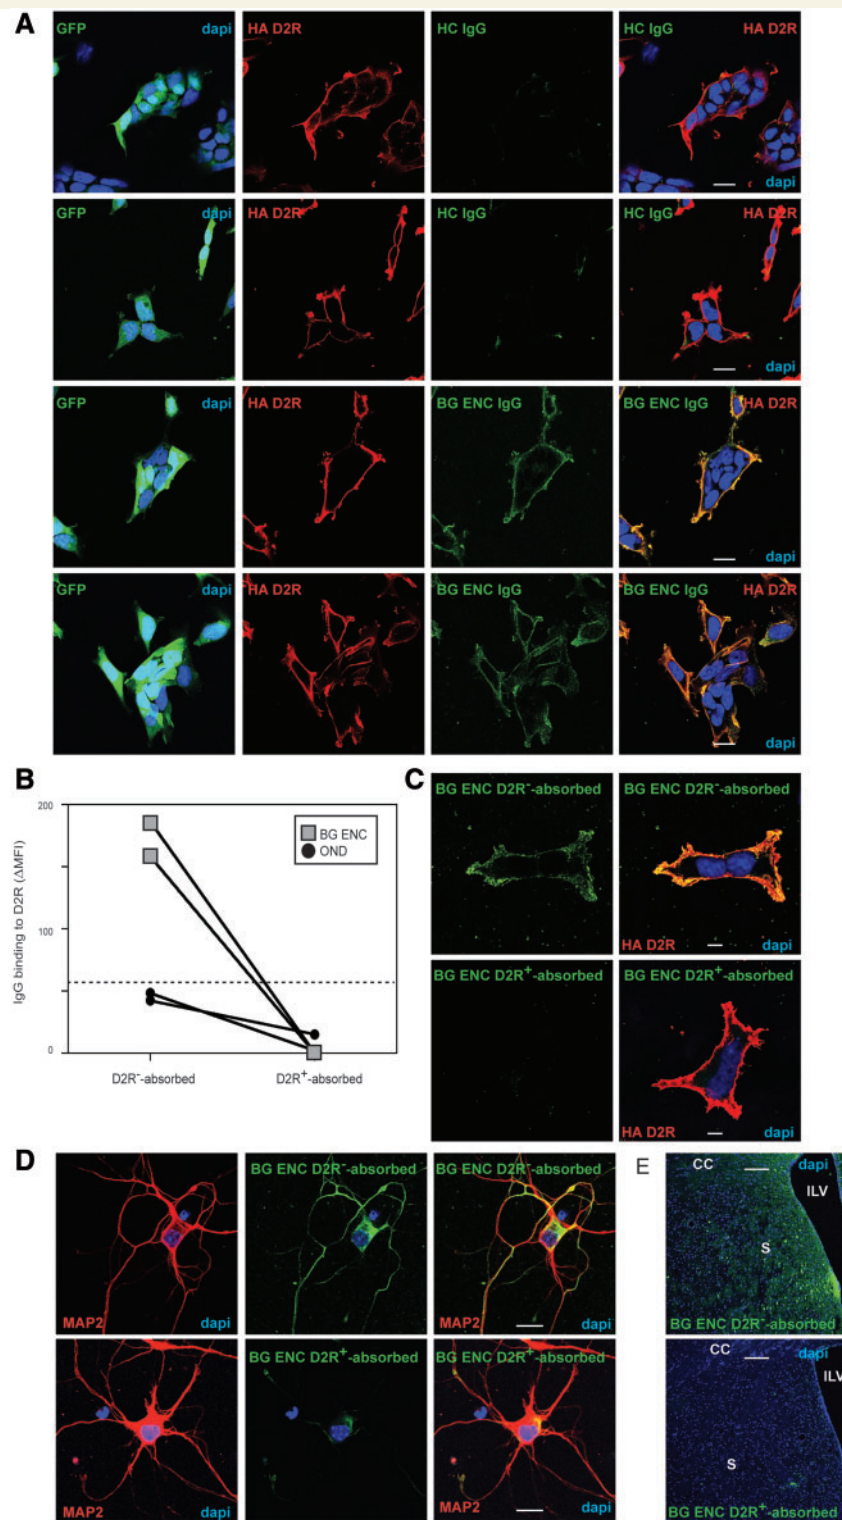 A
GFP dapi HA D2R HC IgG HC IgG HA D2R
dapi
GFP dapi HA D2R HC IgG HC IgG HA D2R
dapi
GFP dapi HA D2R BG ENC IgG BG ENC IgG HA D2R
dapi
GFP dapi HA D2R BG ENC IgG BG ENC IgG HA D2R
dapi
B
200
100
0
IgG binding to D2R (ΔMFI)
BG ENC
OND
D2R⁻-absorbed D2R⁺-absorbed
C
BG ENC D2R⁻-absorbed BG ENC D2R⁻-absorbed
HA D2R dapi
BG ENC D2R⁺-absorbed BG ENC D2R⁺-absorbed
HA D2R dapi
D
BG ENC D2R⁻-absorbed BG ENC D2R⁻-absorbed
MAP2 dapi dapi MAP2 dapi
BG ENC D2R⁺-absorbed BG ENC D2R⁺-absorbed
MAP2 dapi dapi MAP2 dapi
E
CC dapi
ILV
S
BG ENC D2R⁻-absorbed
CC dapi
ILV
S
BG ENC D2R⁺-absorbed